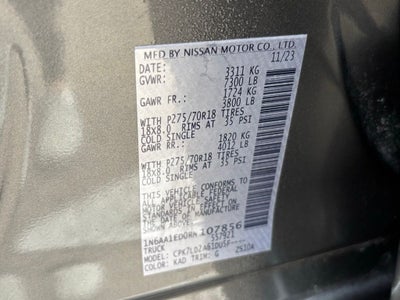 MFD BY NISSAN MOTOR CO., LTD.
DATE: 11/23
GVWR: 3311 KG
7300 LB
GAWR FR.: 1724 KG
3800 LB
WITH P275/70R18 TIRES
18X8.0 RIMS AT 35 PSI
COLD SINGLE
GAWR RR.: 1820 KG
4012 LB
WITH P275/70R18 TIRES
18X8.0 RIMS AT 35 PSI
COLD SINGLE
THIS VEHICLE CONFORMS TO
ALL APPLICABLE FEDERAL
MOTOR VEHICLE SAFETY
STANDARDS IN EFFECT ON
THE DATE OF MANUFACTURE
SHOWN ABOVE
107856
TRUCK 557921
MODEL:
COLOR: KAD TRIM: G 25IDA